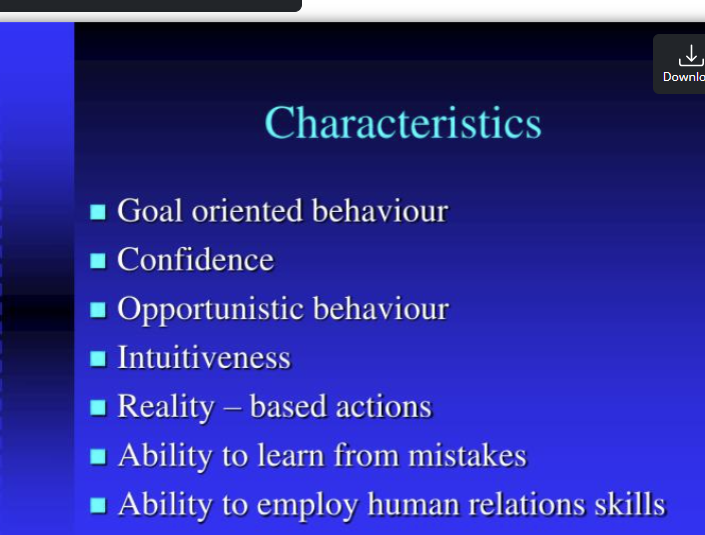 Characteristics
Goal oriented behaviour
Confidence
Opportunistic behaviour
Intuitiveness
Reality – based actions
Ability to learn from mistakes
Ability to employ human relations skills